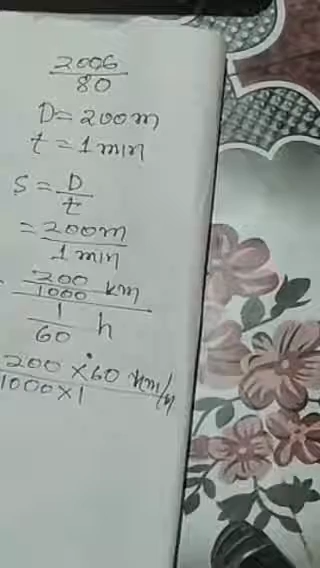 2006
80
D = 200m
t = 1 min
S = D
t
= 200m
1 min
200 km
1000
1 h
60
200 × 60 km/h
1000 × 1